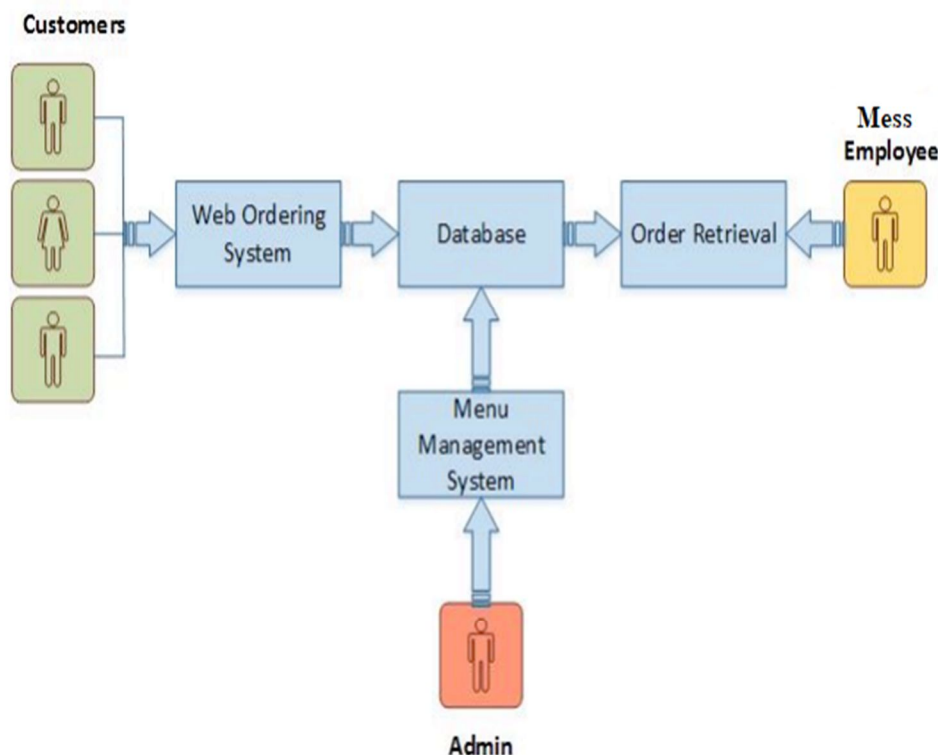 Customers
Mess
Employee
Web Ordering
System
Database
Order Retrieval
Menu
Management
System
Admin